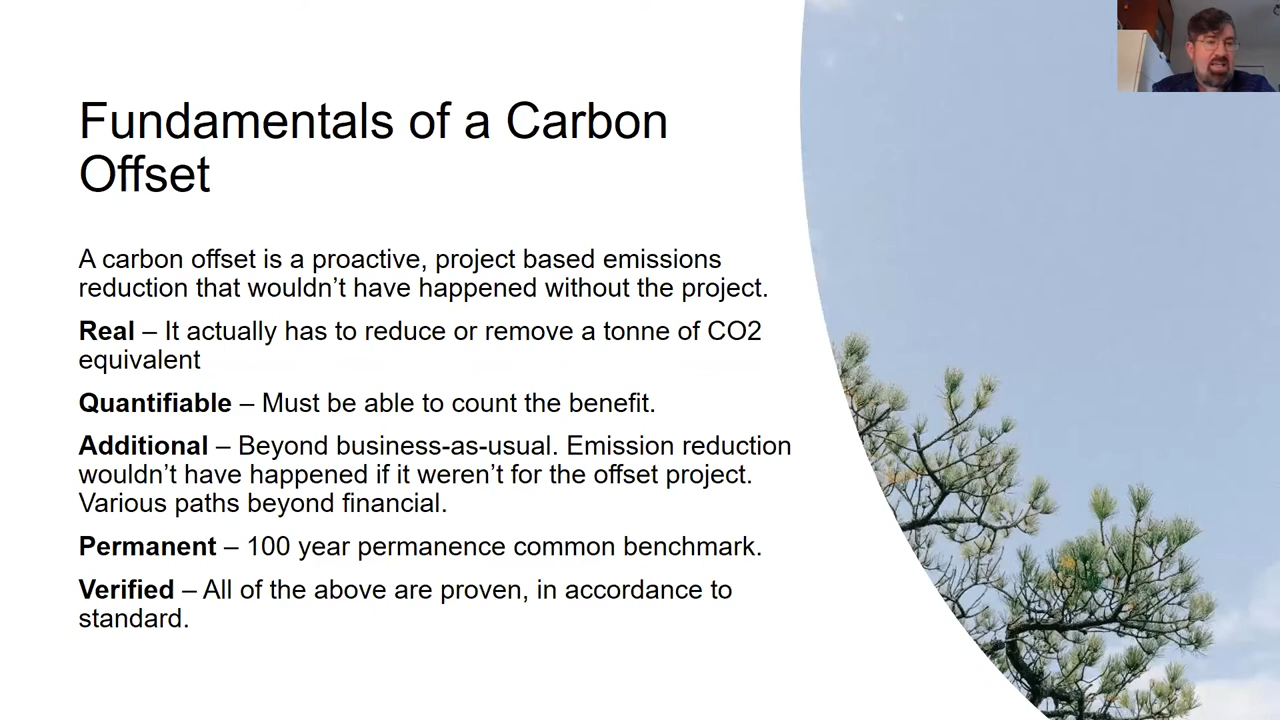 Fundamentals of a Carbon
Offset
A carbon offset is a proactive, project based emissions
reduction that wouldn’t have happened without the project.
Real – It actually has to reduce or remove a tonne of CO2
equivalent
Quantifiable – Must be able to count the benefit.
Additional – Beyond business-as-usual. Emission reduction
wouldn’t have happened if it weren’t for the offset project.
Various paths beyond financial.
Permanent – 100 year permanence common benchmark.
Verified – All of the above are proven, in accordance to
standard.